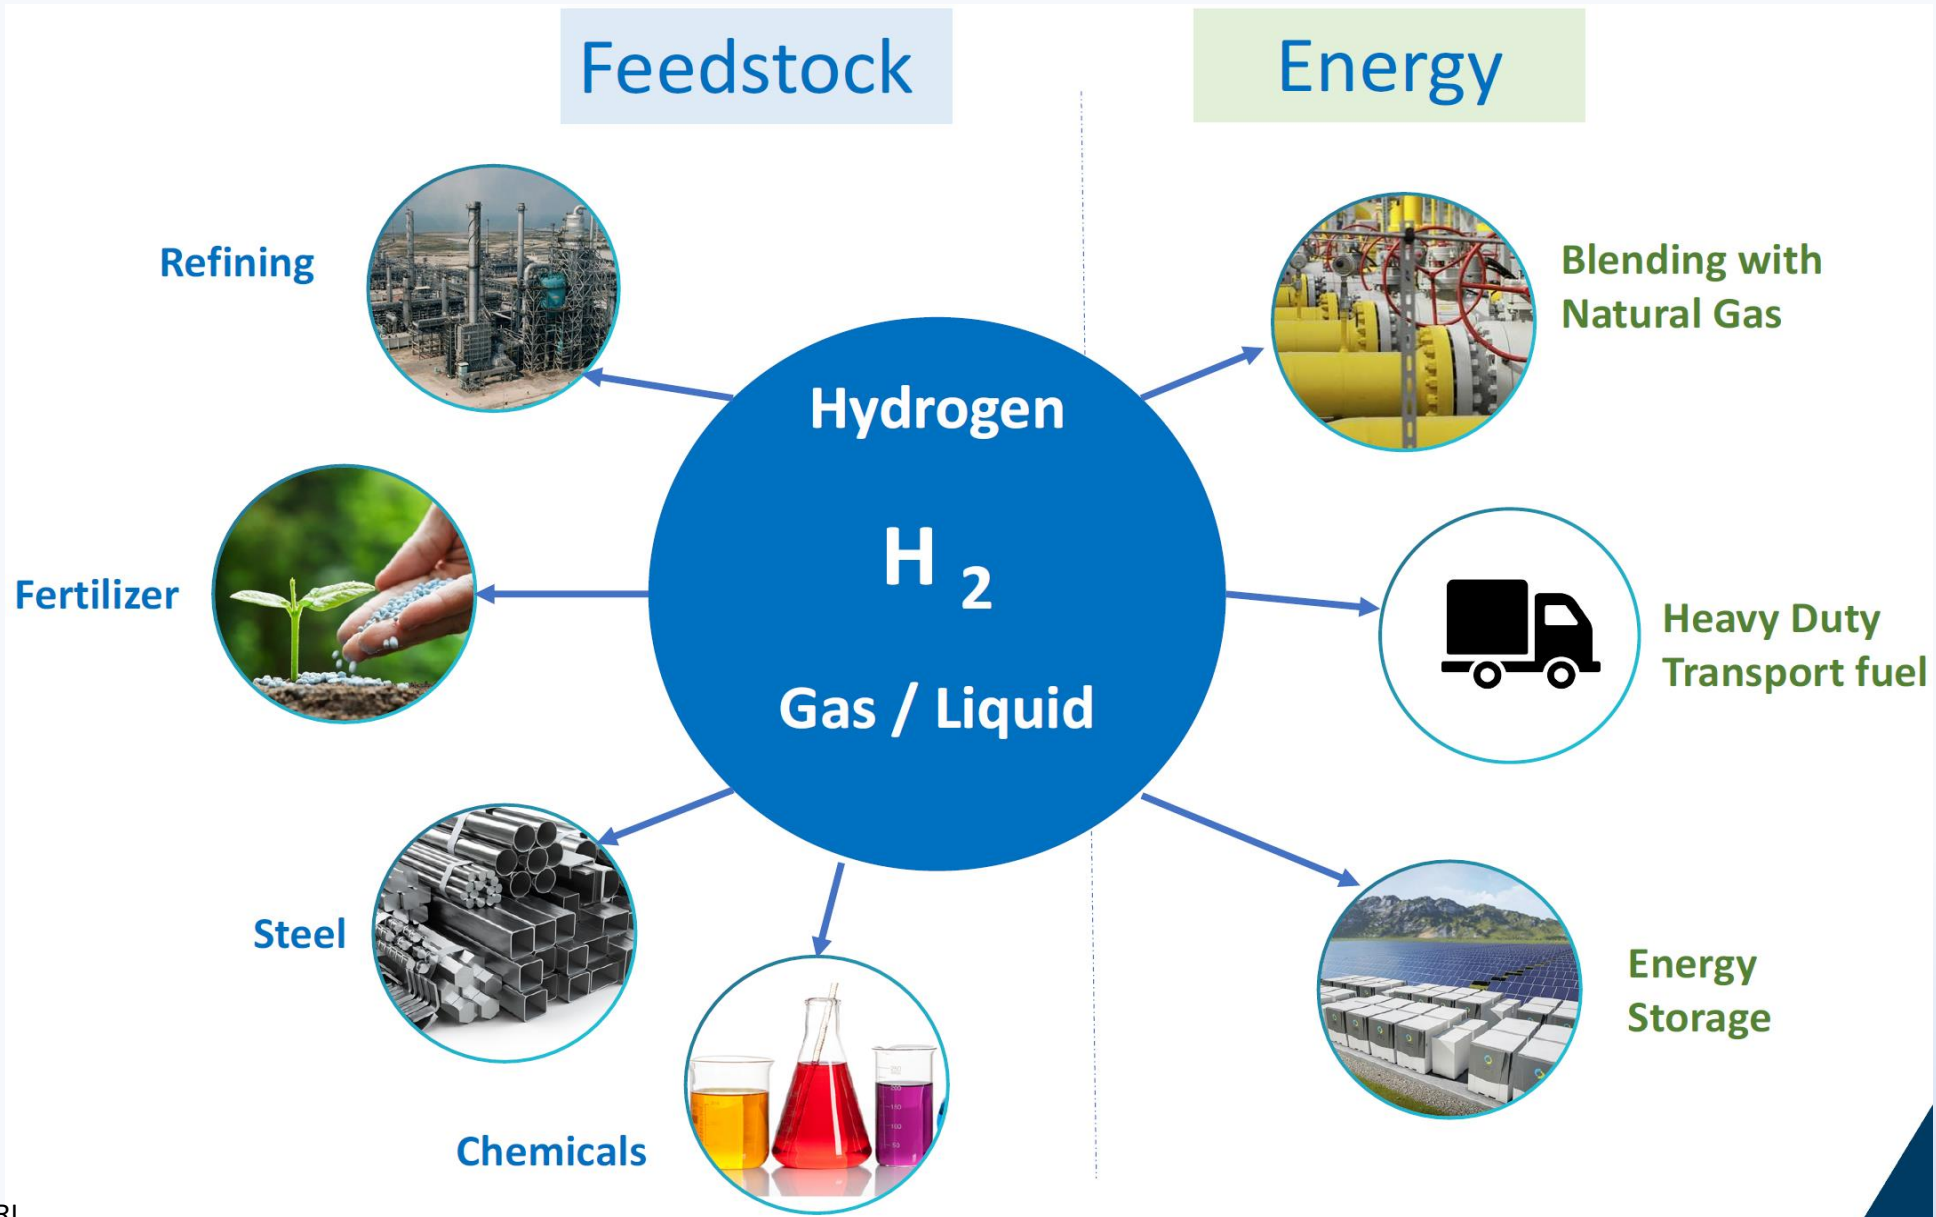 Feedstock
Energy
Refining
Blending with
Natural Gas
Hydrogen
H 2
Gas / Liquid
Fertilizer
Heavy Duty
Transport fuel
Steel
Energy
Storage
Chemicals